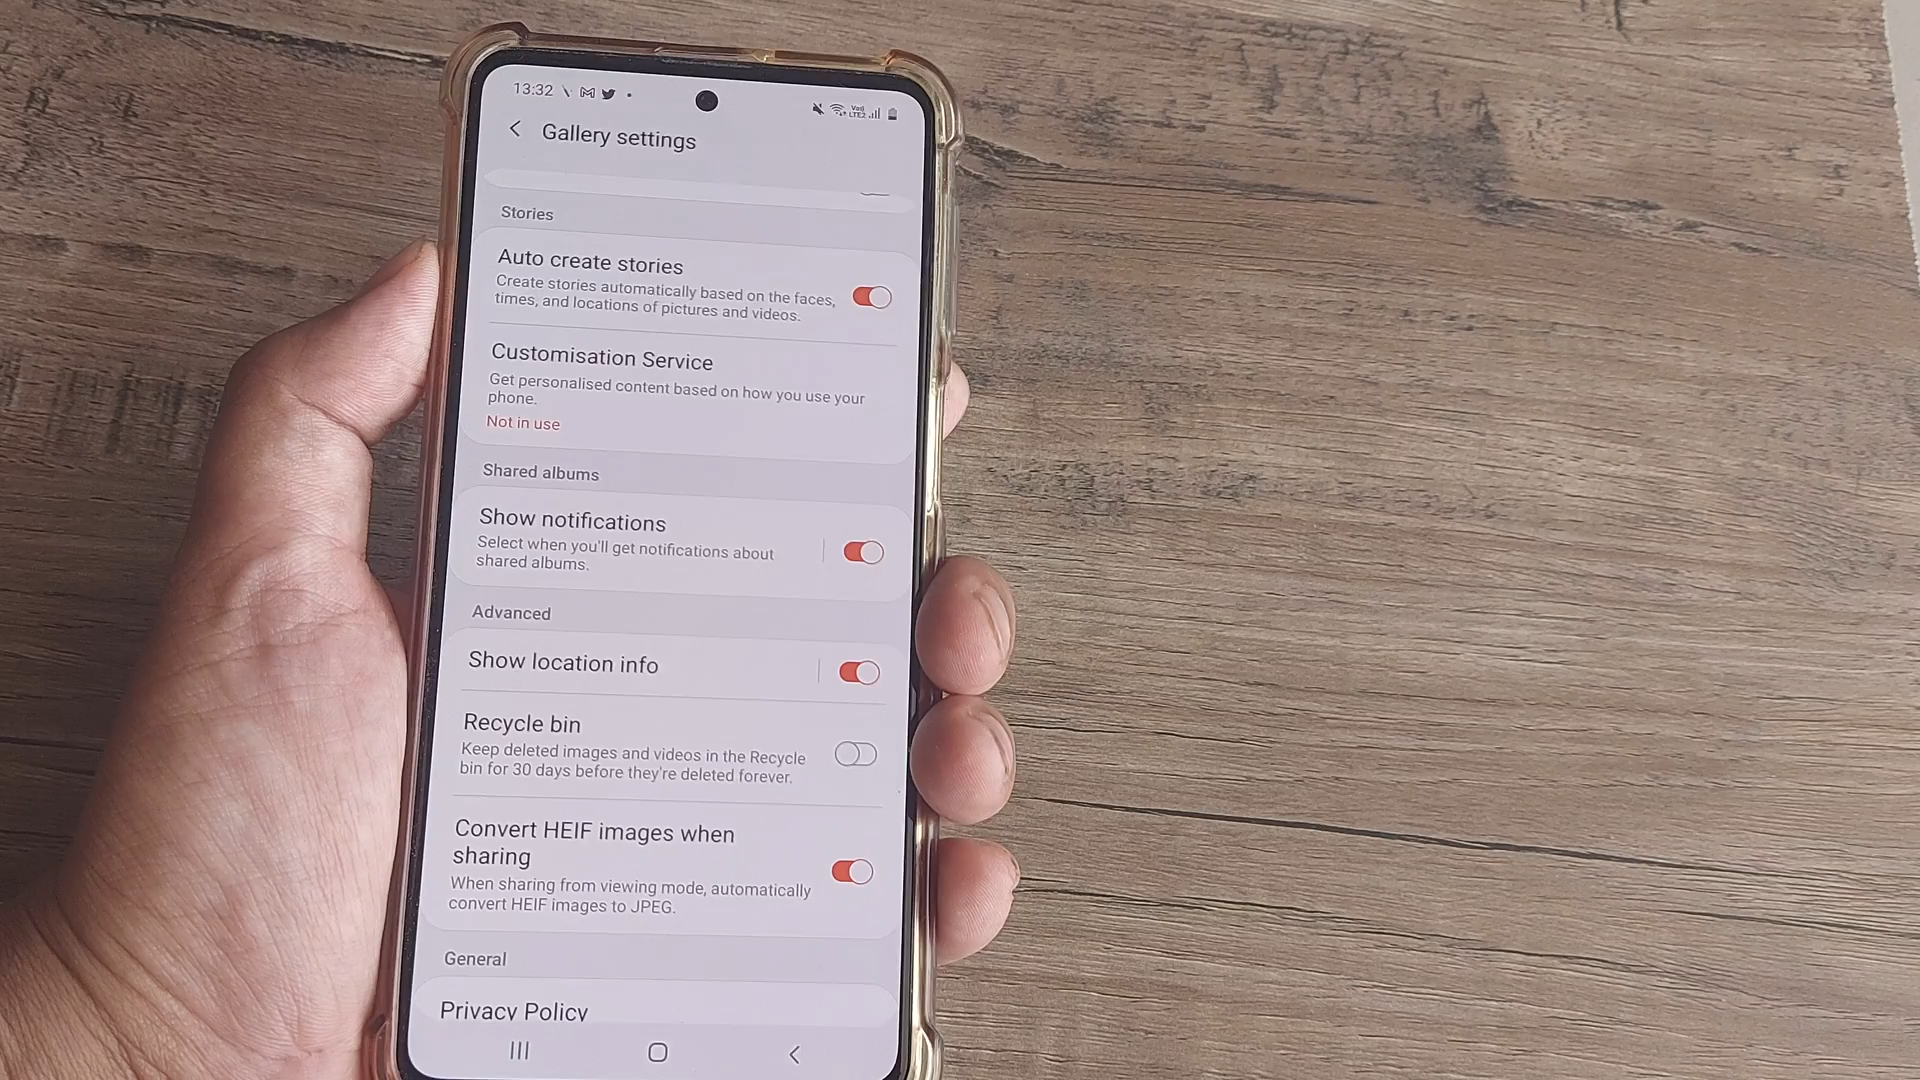 13:32
Vo))
LTE2
Gallery settings
Stories
Auto create stories
Create stories automatically based on the faces,
times, and locations of pictures and videos.
Customisation Service
Get personalised content based on how you use your
phone.
Not in use
Shared albums
Show notifications
Select when you'll get notifications about
shared albums.
Advanced
Show location info
Recycle bin
Keep deleted images and videos in the Recycle
bin for 30 days before they're deleted forever.
Convert HEIF images when
sharing
When sharing from viewing mode, automatically
convert HEIF images to JPEG.
General
Privacy Policy